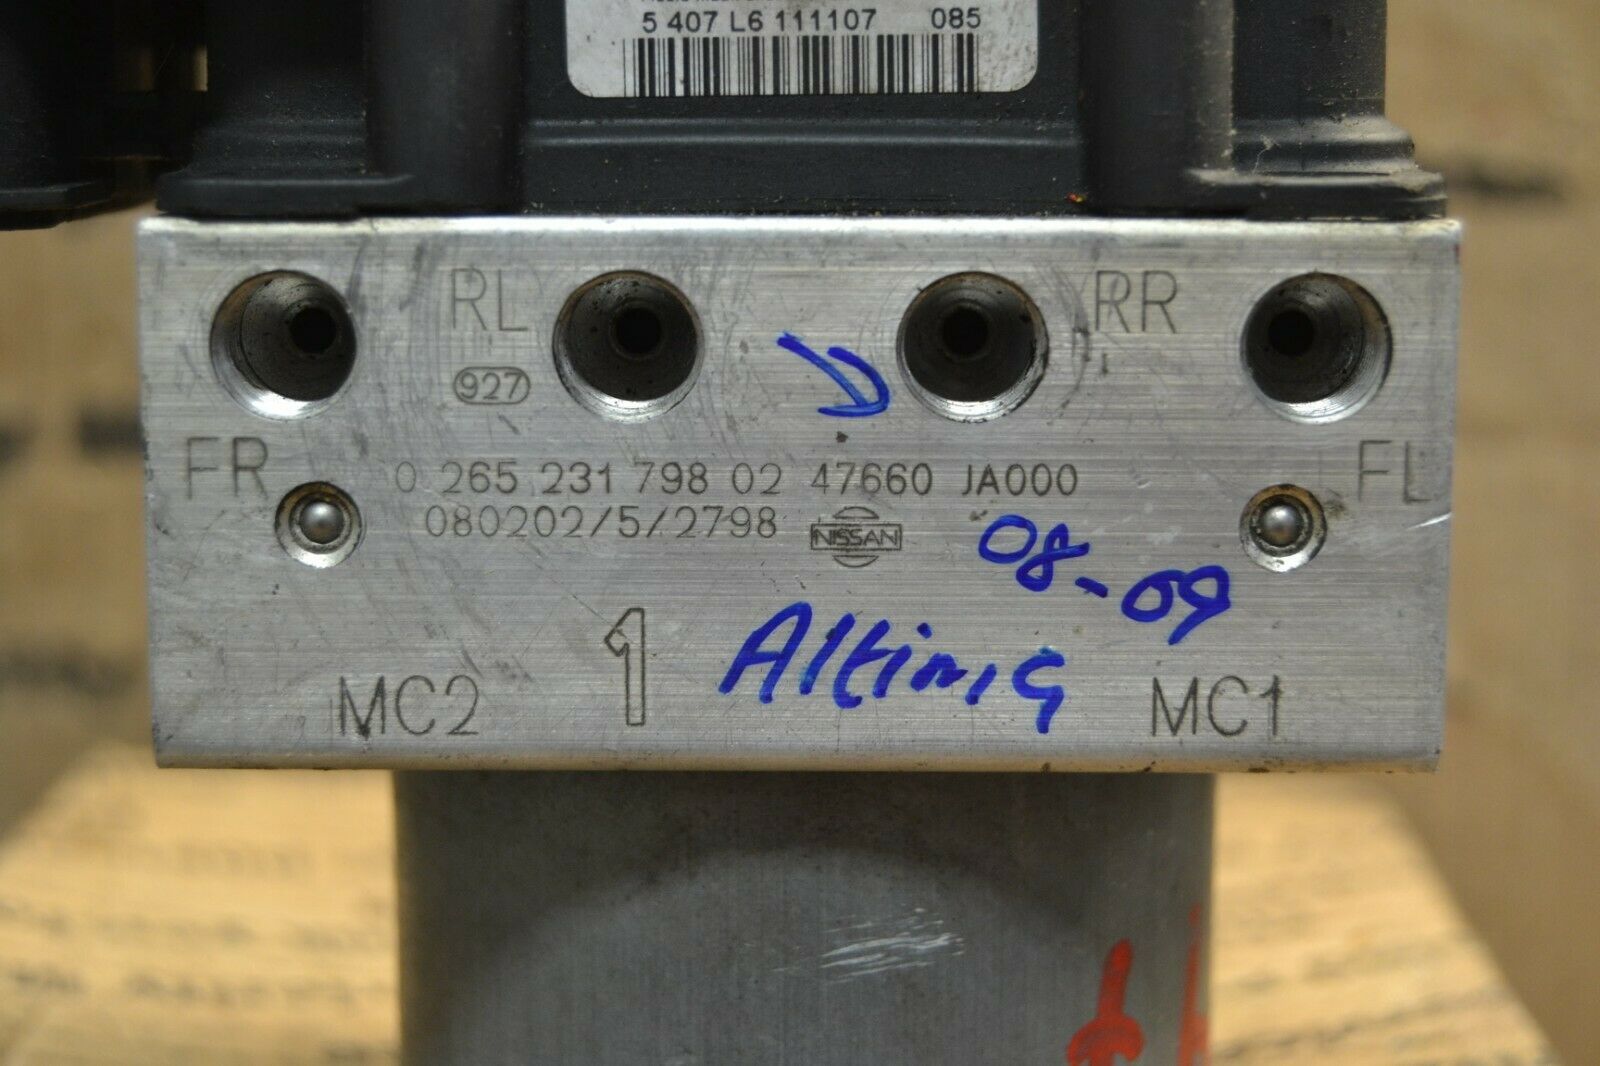 5 407 L6 111107 085
RL
RR
927
FR
FL
0 265 231 798 02 47660 JA000
080202/5/2798
NISSAN
08-09
1
Altima
MC2
MC1